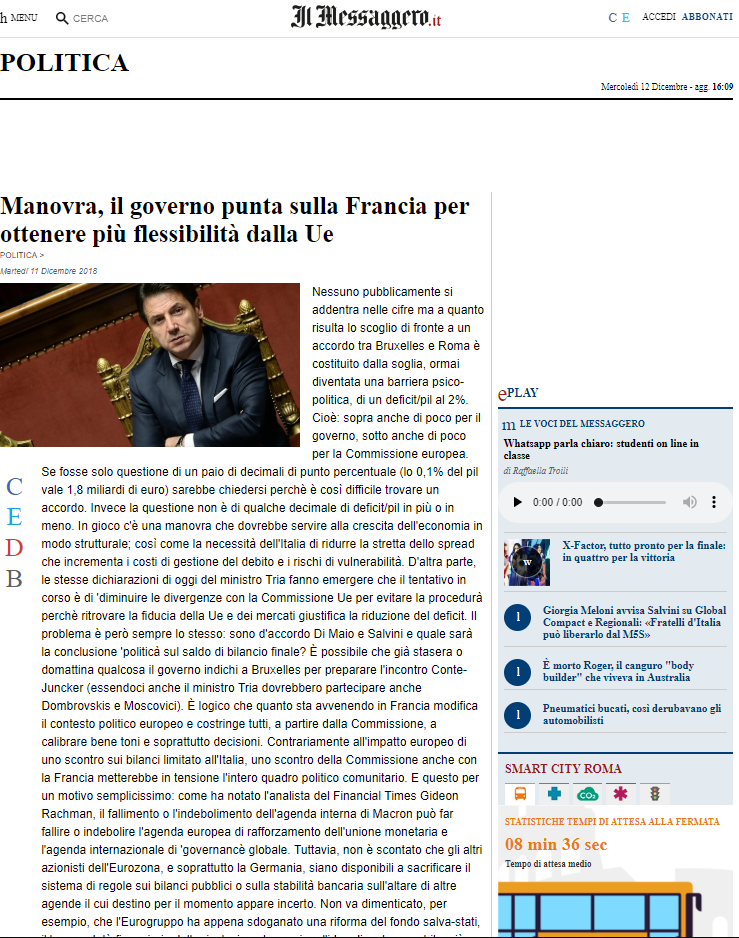 h MENU CERCA Il Messaggero.it C E ACCEDI ABBONATI
POLITICA
Mercoledì 12 Dicembre - agg. 16:09
Manovra, il governo punta sulla Francia per
ottenere più flessibilità dalla Ue
POLITICA >
Martedì 11 Dicembre 2018
Nessuno pubblicamente si
addentra nelle cifre ma a quanto
risulta lo scoglio di fronte a un
accordo tra Bruxelles e Roma è
costituito dalla soglia, ormai
diventata una barriera psico-
politica, di un deficit/pil al 2%.
Cioè: sopra anche di poco per il
governo, sotto anche di poco
per la Commissione europea.
C
E
D
B
Se fosse solo questione di un paio di decimali di punto percentuale (lo 0,1% del pil
vale 1,8 miliardi di euro) sarebbe chiedersi perchè è così difficile trovare un
accordo. Invece la questione non è di qualche decimale di deficit/pil in più o in
meno. In gioco c'è una manovra che dovrebbe servire alla crescita dell'economia in
modo strutturale; così come la necessità dell'Italia di ridurre la stretta dello spread
che incrementa i costi di gestione del debito e i rischi di vulnerabilità. D'altra parte,
le stesse dichiarazioni di oggi del ministro Tria fanno emergere che il tentativo in
corso è di 'diminuire le divergenze con la Commissione Ue per evitare la procedurà
perchè ritrovare la fiducia della Ue e dei mercati giustifica la riduzione del deficit. Il
problema è però sempre lo stesso: sono d'accordo Di Maio e Salvini e quale sarà
la conclusione 'politicà sul saldo di bilancio finale? È possibile che già stasera o
domattina qualcosa il governo indichi a Bruxelles per preparare l'incontro Conte-
Juncker (essendoci anche il ministro Tria dovrebbero partecipare anche
Dombrovskis e Moscovici). È logico che quanto sta avvenendo in Francia modifica
il contesto politico europeo e costringe tutti, a partire dalla Commissione, a
calibrare bene toni e soprattutto decisioni. Contrariamente all'impatto europeo di
uno scontro sui bilanci limitato all'Italia, uno scontro della Commissione anche con
la Francia metterebbe in tensione l'intero quadro politico comunitario. E questo per
un motivo semplicissimo: come ha notato l'analista del Financial Times Gideon
Rachman, il fallimento o l'indebolimento dell'agenda interna di Macron può far
fallire o indebolire l'agenda europea di rafforzamento dell'unione monetaria e
l'agenda internazionale di 'governancè globale. Tuttavia, non è scontato che gli altri
azionisti dell'Eurozona, e soprattutto la Germania, siano disponibili a sacrificare il
sistema di regole sui bilanci pubblici o sulla stabilità bancaria sull'altare di altre
agende il cui destino per il momento appare incerto. Non va dimenticato, per
esempio, che l'Eurogruppo ha appena sdoganato una riforma del fondo salva-stati,
ePLAY
m LE VOCI DEL MESSAGGERO
Whatsapp parla chiaro: studenti on line in
classe
di Raffaella Troili
0:00 / 0:00
w
X-Factor, tutto pronto per la finale:
in quattro per la vittoria
1
Giorgia Meloni avvisa Salvini su Global
Compact e Regionali: «Fratelli d'Italia
può liberarlo dal M5S»
1
È morto Roger, il canguro "body
builder" che viveva in Australia
1
Pneumatici bucati, così derubavano gli
automobilisti
SMART CITY ROMA
CO2
STATISTICHE TEMPI DI ATTESA ALLA FERMATA
08 min 36 sec
Tempo di attesa medio